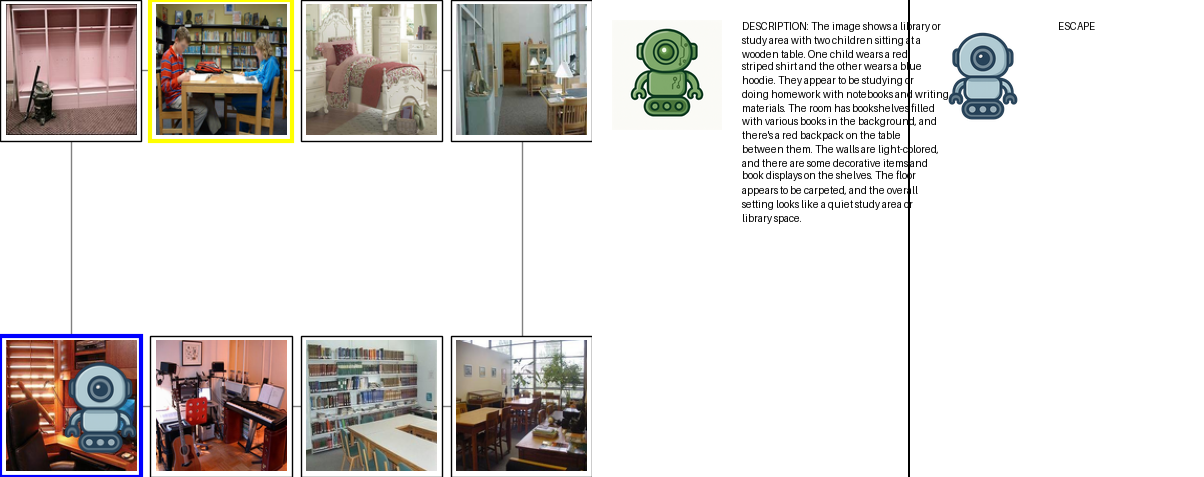 DESCRIPTION: The image shows a library or
study area with two children sitting at a
wooden table. One child wears a red
striped shirt and the other wears a blue
hoodie. They appear to be studying or
doing homework with notebooks and writing
materials. The room has bookshelves filled
with various books in the background, and
there's a red backpack on the table
between them. The walls are light-colored,
and there are some decorative items and
book displays on the shelves. The floor
appears to be carpeted, and the overall
setting looks like a quiet study area or
library space.
ESCAPE